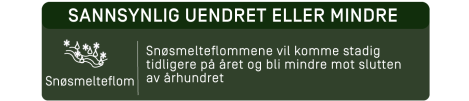 SANNSYNLIG UENDRET ELLER MINDRE
Snøsmelteflom
Snøsmelteflommene vil komme stadig
tidligere på året og bli mindre mot slutten
av århundret